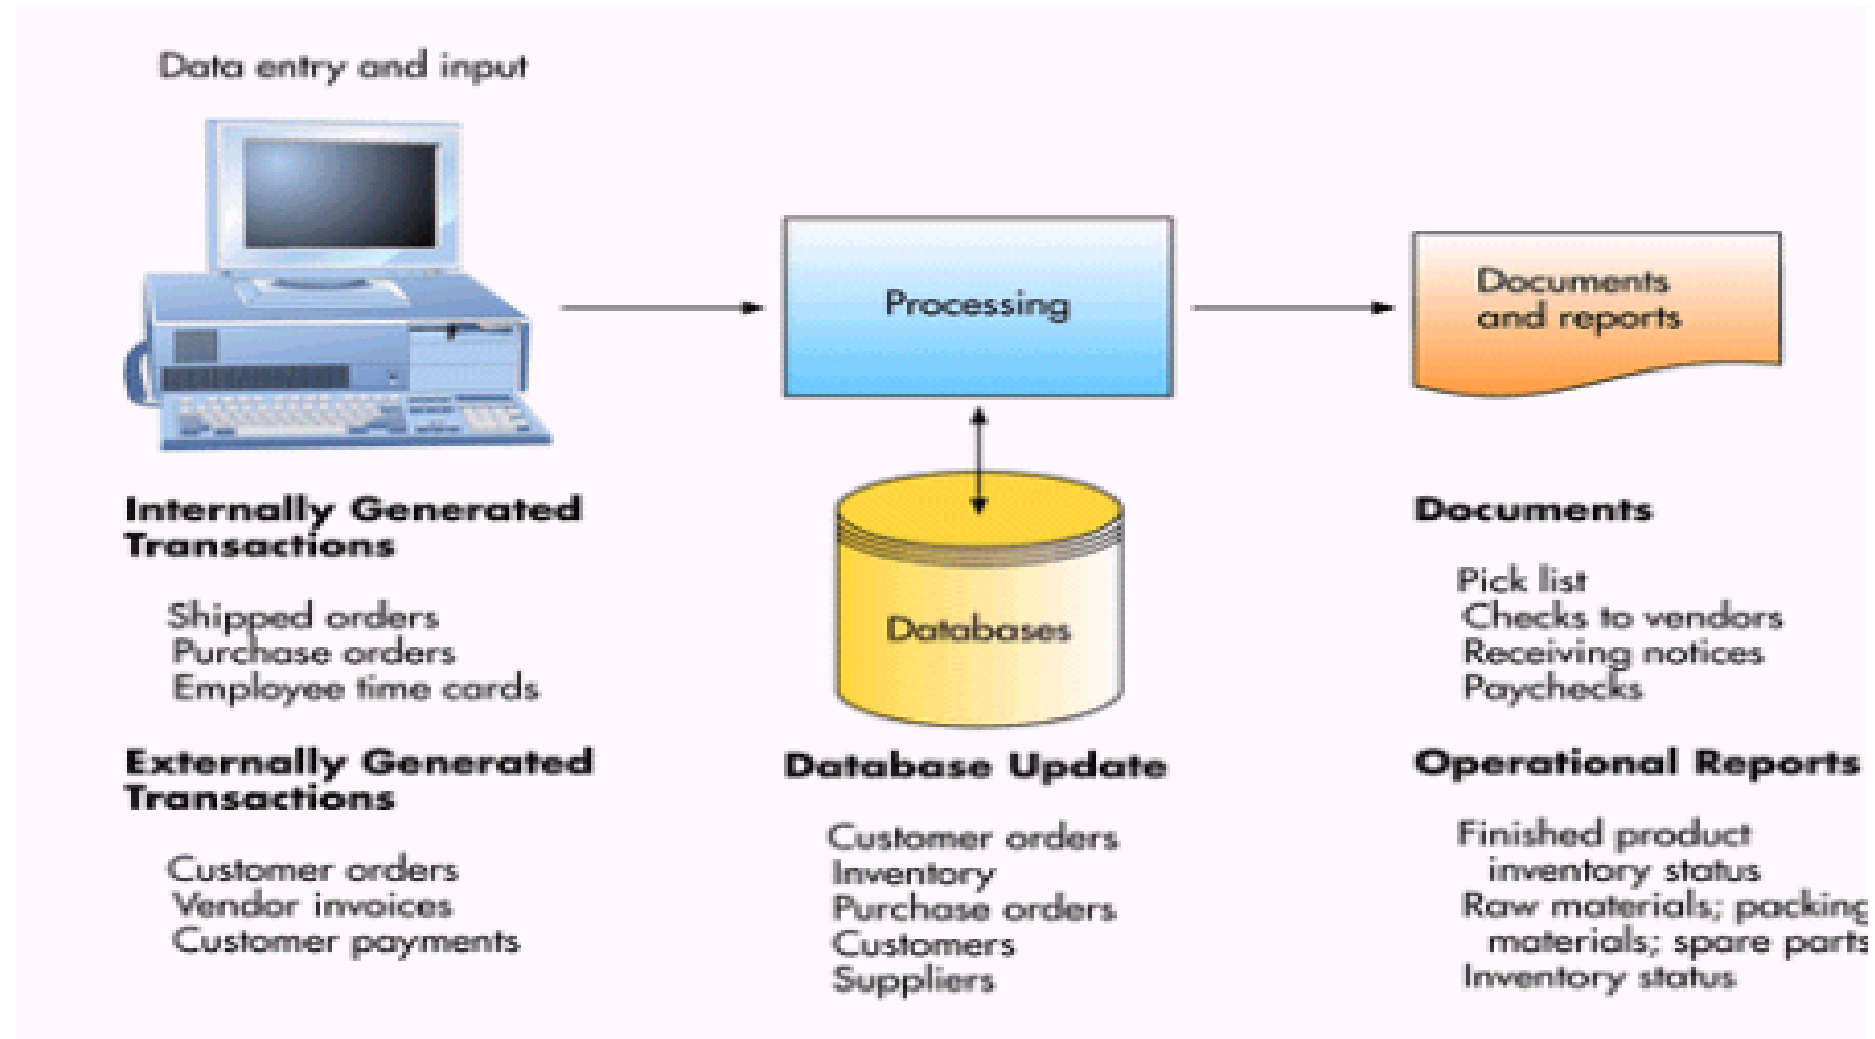 Data entry and input
Processing
Documents
and reports
Databases
Internally Generated
Transactions
Shipped orders
Purchase orders
Employee time cards
Externally Generated
Transactions
Customer orders
Vendor invoices
Customer payments
Database Update
Customer orders
Inventory
Purchase orders
Customers
Suppliers
Documents
Pick list
Checks to vendors
Receiving notices
Paychecks
Operational Reports
Finished product
inventory status
Raw materials; packing
materials; spare parts
Inventory status